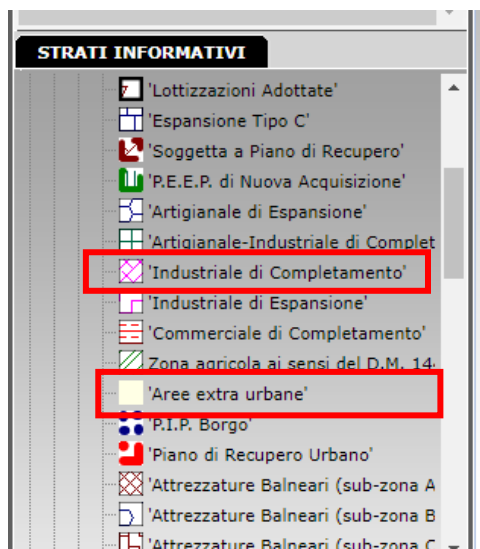 STRATI INFORMATIVI
'Lottizzazioni Adottate'
'Espansione Tipo C'
'Soggetta a Piano di Recupero'
'P.E.E.P. di Nuova Acquisizione'
'Artigianale di Espansione'
'Artigianale-Industriale di Complet
'Industriale di Completamento'
'Industriale di Espansione'
'Commerciale di Completamento'
Zona agricola ai sensi del D.M. 14
'Aree extra urbane'
'P.I.P. Borgo'
'Piano di Recupero Urbano'
'Attrezzature Balneari (sub-zona A
'Attrezzature Balneari (sub-zona B
'Attrezzature Balneari (sub-zona C